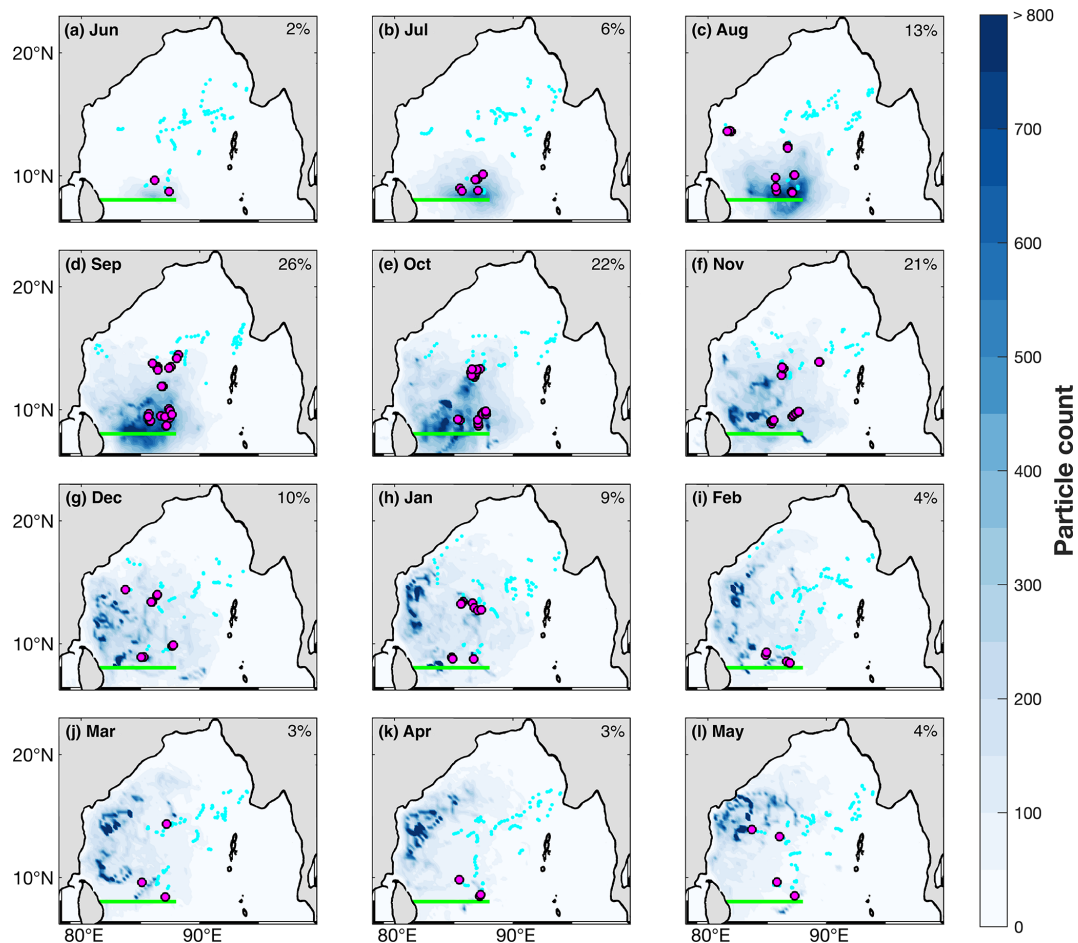 (a) Jun 2%
(b) Jul 6%
(c) Aug 13%
> 800
20°N
10°N
700
600
(d) Sep 26%
(e) Oct 22%
(f) Nov 21%
20°N
10°N
500
400
Particle count
(g) Dec 10%
(h) Jan 9%
(i) Feb 4%
20°N
10°N
300
200
(j) Mar 3%
(k) Apr 3%
(l) May 4%
20°N
10°N
100
0
80°E 90°E
80°E 90°E
80°E 90°E